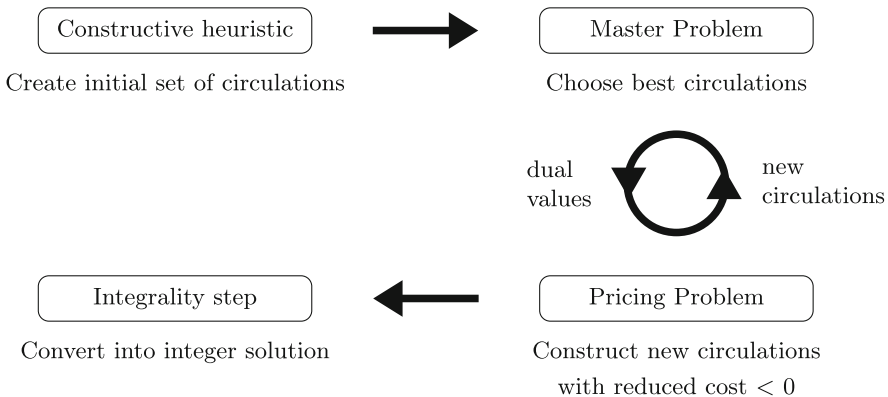 Constructive heuristic
Create initial set of circulations
Master Problem
Choose best circulations
dual
values
new
circulations
Integrality step
Convert into integer solution
Pricing Problem
Construct new circulations
with reduced cost < 0